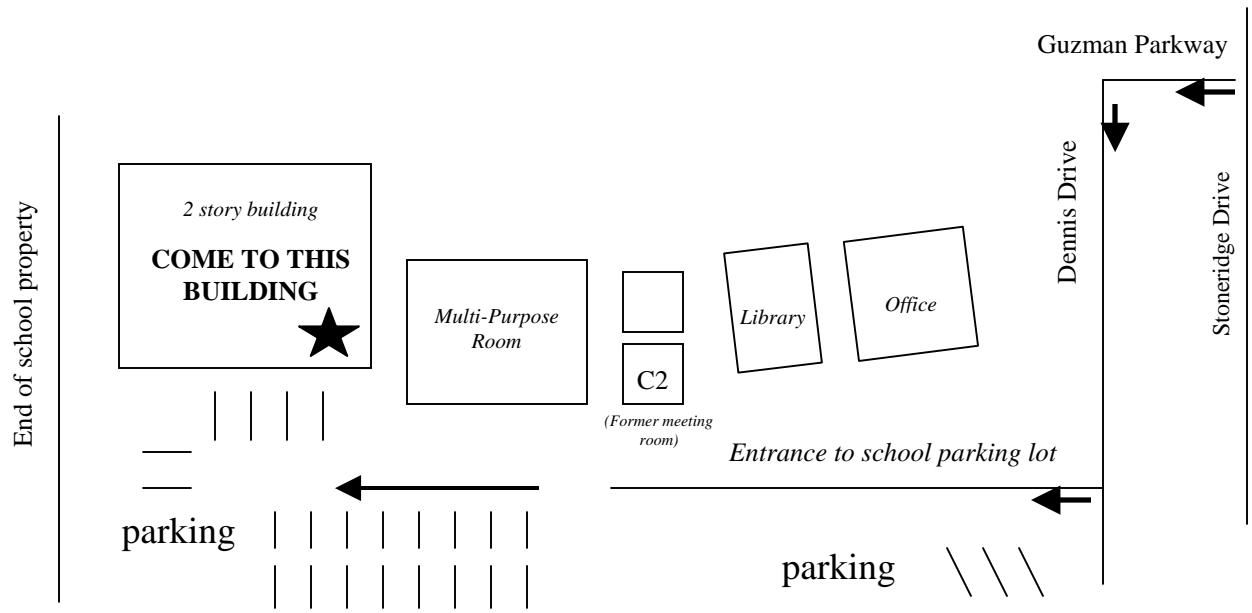 Guzman Parkway
Dennis Drive
Stoneridge Drive
End of school property
2 story building
COME TO THIS
BUILDING
Multi-Purpose
Room
Library
Office
C2
(Former meeting
room)
Entrance to school parking lot
parking
parking